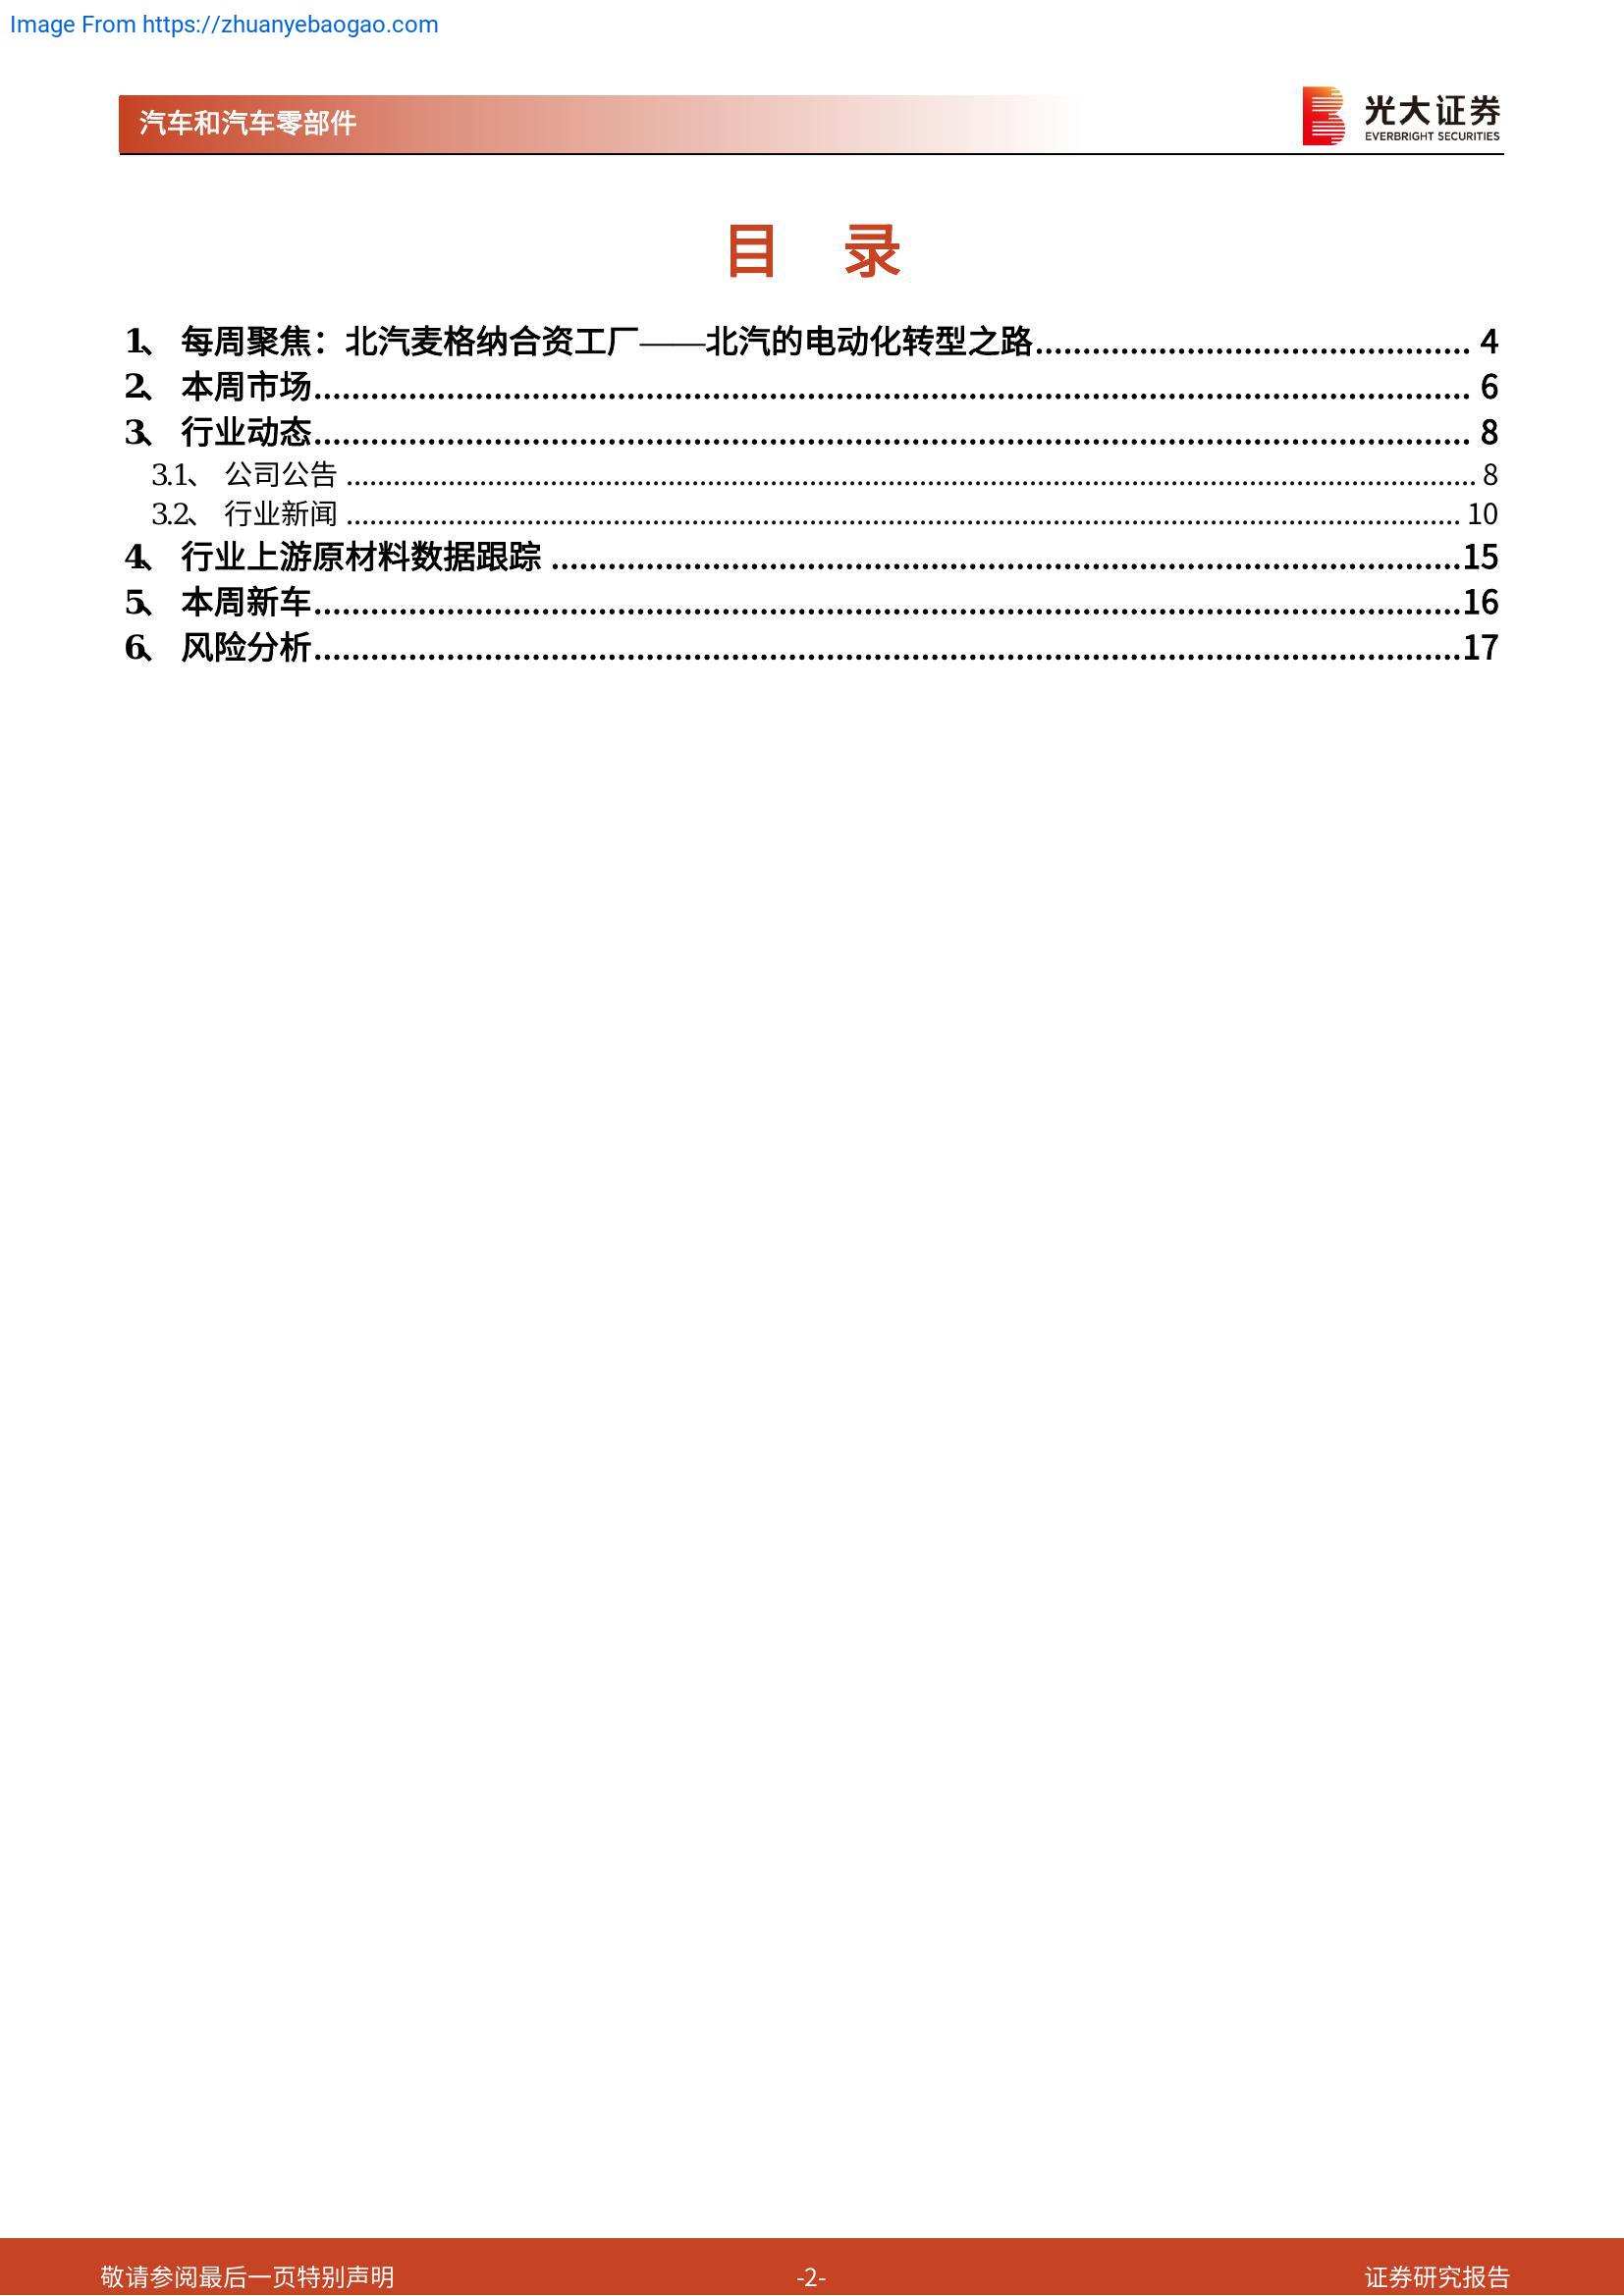 Image From https://zhuanyebaogao.com
汽车和汽车零部件
光大证券
EVERBRIGHT SECURITIES
目 录
1、 每周聚焦：北汽麦格纳合资工厂——北汽的电动化转型之路........................................ 4
2、 本周市场........................................ 6
3、 行业动态........................................ 8
3.1、 公司公告 ........................................ 8
3.2、 行业新闻 ........................................ 10
4、 行业上游原材料数据跟踪 ........................................15
5、 本周新车........................................16
6、 风险分析........................................17
敬请参阅最后一页特别声明
-2-
证券研究报告